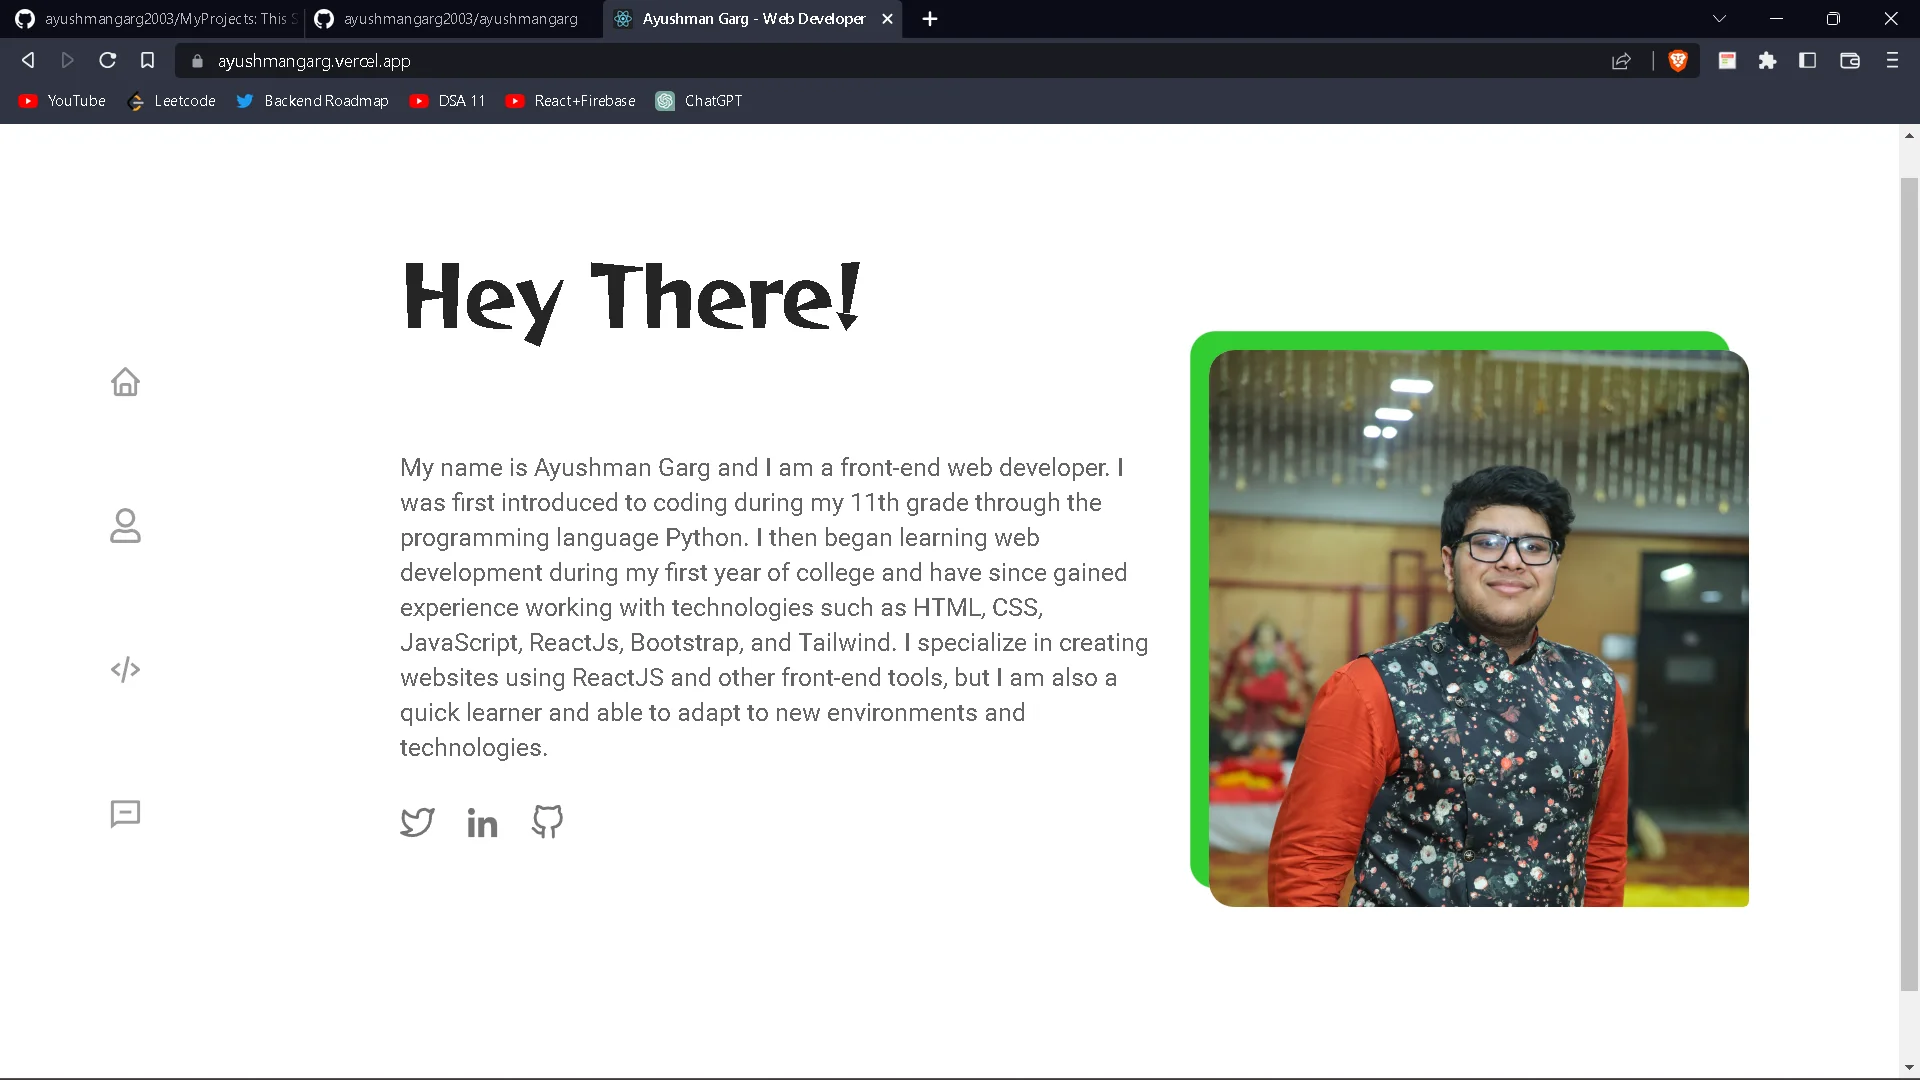 ayushmangarg2003/MyProjects: This S
ayushmangarg2003/ayushmangarg
Ayushman Garg - Web Developer
ayushmangarg.vercel.app
YouTube
Leetcode
Backend Roadmap
DSA 11
React+Firebase
ChatGPT
Hey There!
My name is Ayushman Garg and I am a front-end web developer. I
was first introduced to coding during my 11th grade through the
programming language Python. I then began learning web
development during my first year of college and have since gained
experience working with technologies such as HTML, CSS,
JavaScript, ReactJs, Bootstrap, and Tailwind. I specialize in creating
websites using ReactJS and other front-end tools, but I am also a
quick learner and able to adapt to new environments and
technologies.
in